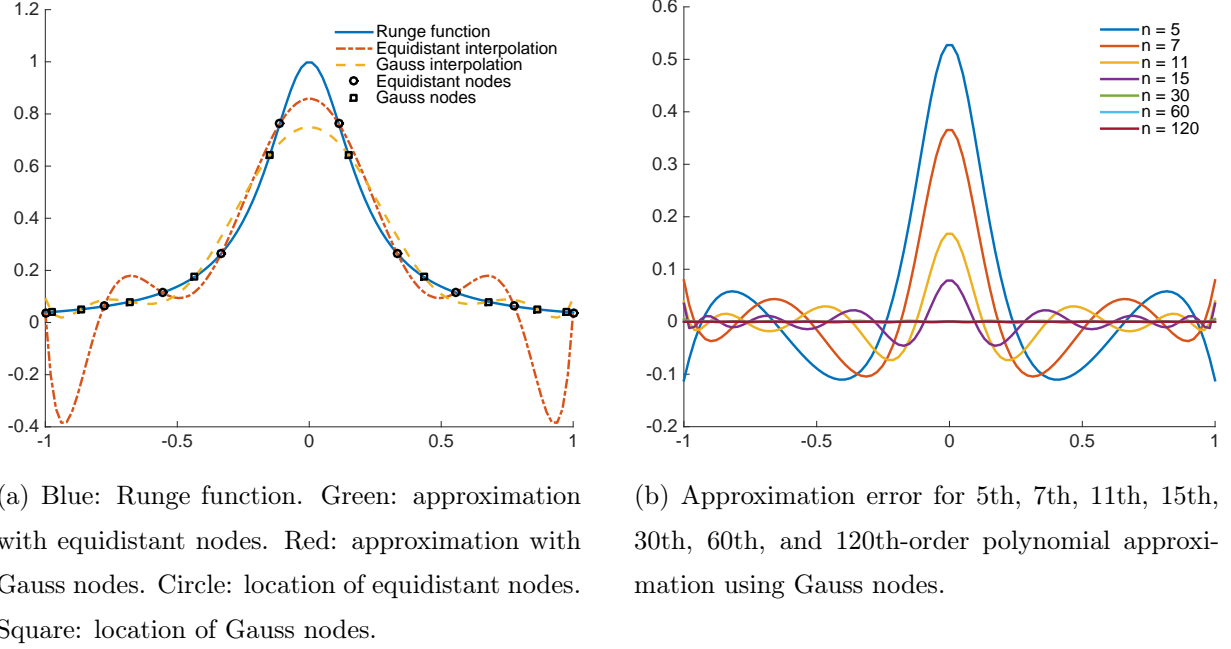 1.2
1
0.8
0.6
0.4
0.2
0
-0.2
-0.4
-1
-0.5
0
0.5
1
Runge function
Equidistant interpolation
Gauss interpolation
Equidistant nodes
Gauss nodes
0.6
0.5
0.4
0.3
0.2
0.1
0
-0.1
-0.2
-1
-0.5
0
0.5
1
n = 5
n = 7
n = 11
n = 15
n = 30
n = 60
n = 120
(a) Blue: Runge function. Green: approximation
with equidistant nodes. Red: approximation with
Gauss nodes. Circle: location of equidistant nodes.
Square: location of Gauss nodes.
(b) Approximation error for 5th, 7th, 11th, 15th,
30th, 60th, and 120th-order polynomial approxi-
mation using Gauss nodes.